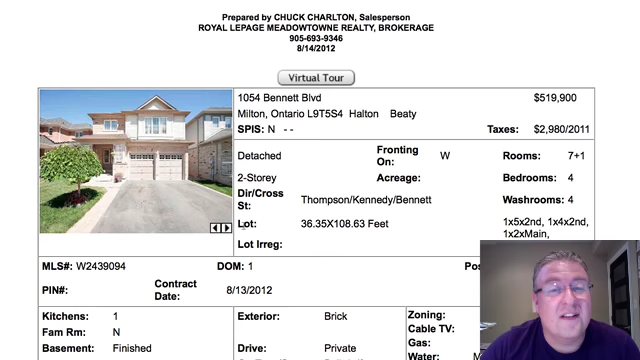 Prepared by CHUCK CHARLTON, Salesperson
ROYAL LEPAGE MEADOWTOWNE REALTY, BROKERAGE
905-693-9346
8/14/2012
Virtual Tour
1054 Bennett Blvd $519,900
Milton, Ontario L9T5S4 Halton Beaty
SPIS: N - - Taxes: $2,980/2011
Detached Fronting On: W Rooms: 7+1
2-Storey Acreage: Bedrooms: 4
Dir/Cross St: Thompson/Kennedy/Bennett Washrooms: 4
Lot: 36.35X108.63 Feet 1x5x2nd, 1x4x2nd,
Lot Irreg: 1x2xMain,
MLS#: W2439094 DOM: 1
PIN#: Contract Date: 8/13/2012
Kitchens: 1 Exterior: Brick Zoning:
Fam Rm: N Cable TV:
Basement: Finished Drive: Private Gas:
Water: